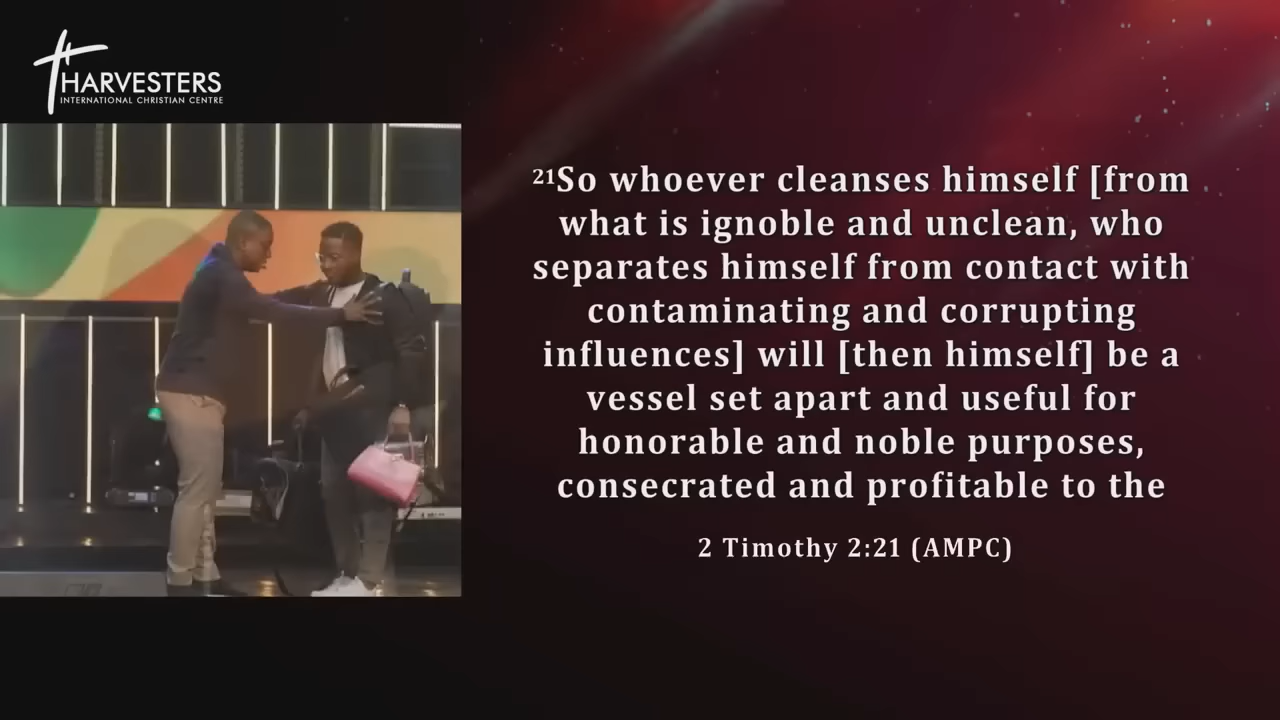 HARVESTERS
INTERNATIONAL CHRISTIAN CENTRE
²¹So whoever cleanses himself [from
what is ignoble and unclean, who
separates himself from contact with
contaminating and corrupting
influences] will [then himself] be a
vessel set apart and useful for
honorable and noble purposes,
consecrated and profitable to the
2 Timothy 2:21 (AMPC)